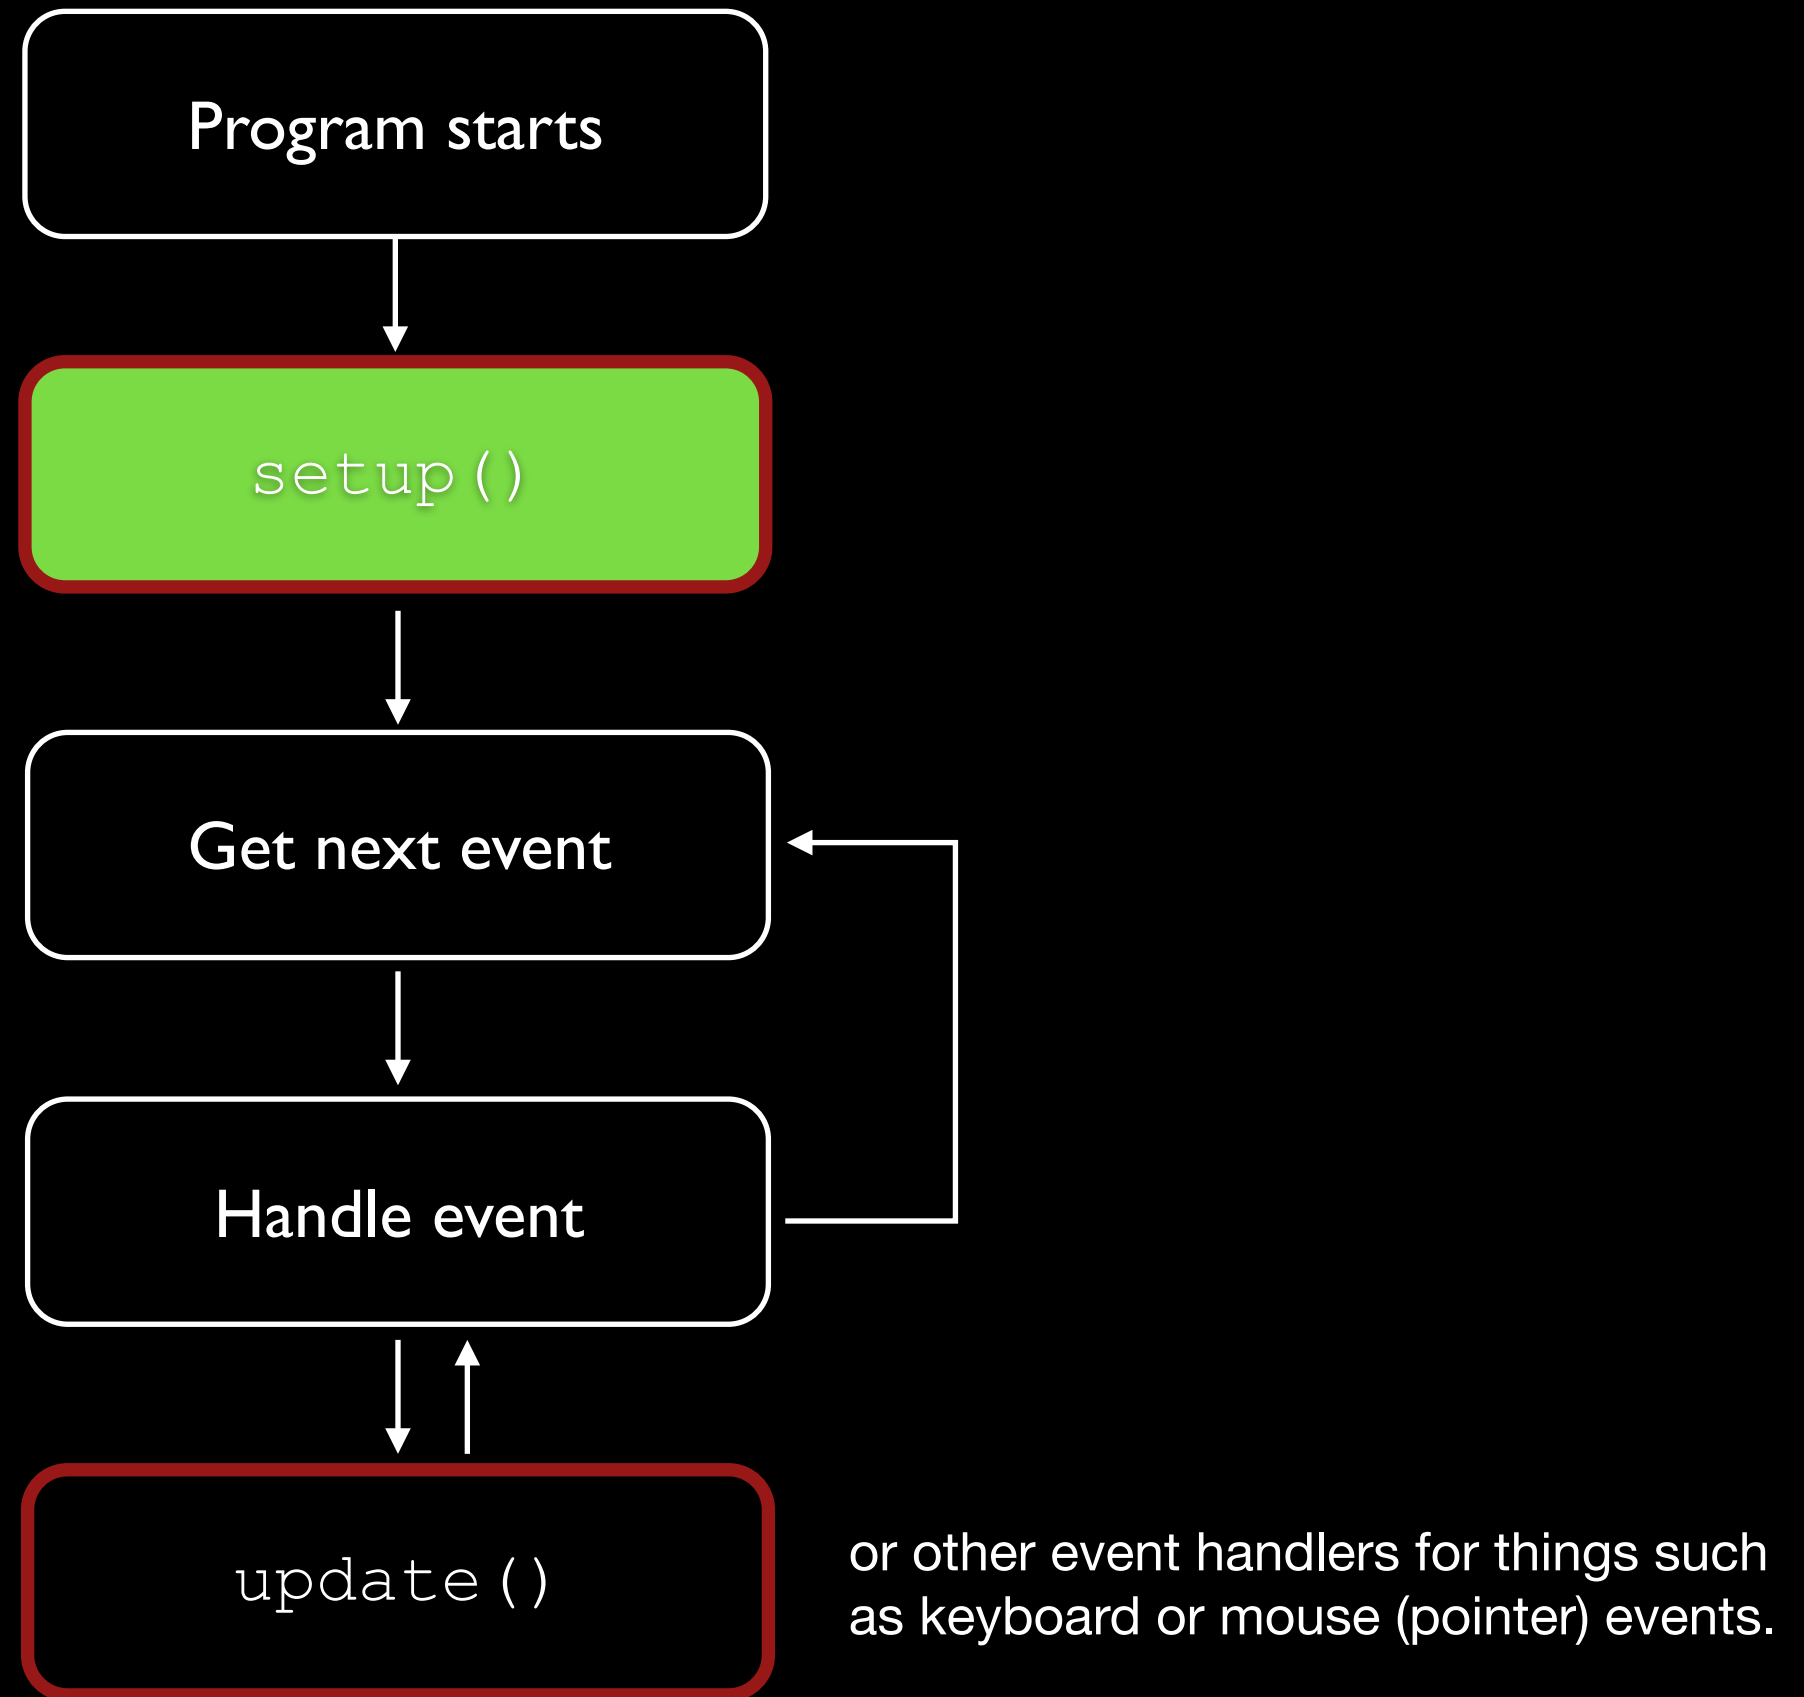 Program starts
setup()
Get next event
Handle event
update()
or other event handlers for things such
as keyboard or mouse (pointer) events.